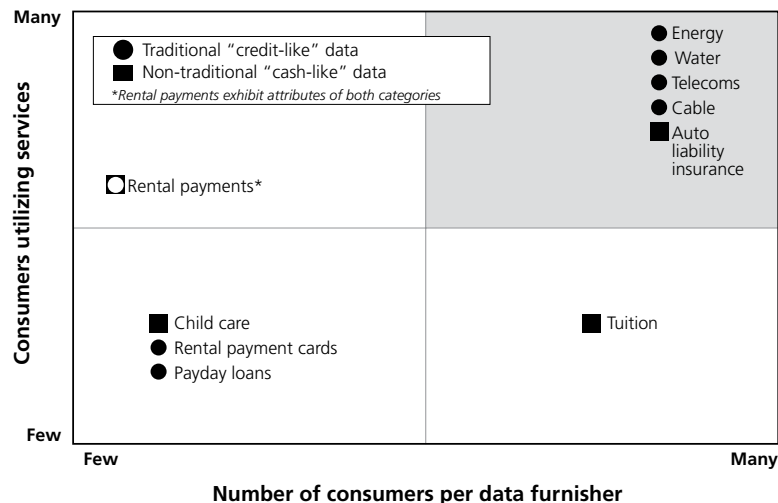 Many
Traditional “credit-like” data
Non-traditional “cash-like” data
*Rental payments exhibit attributes of both categories
Energy
Water
Telecoms
Cable
Auto
liability
insurance
Rental payments*
Consumers utilizing services
Child care
Rental payment cards
Payday loans
Tuition
Few
Few
Many
Number of consumers per data furnisher